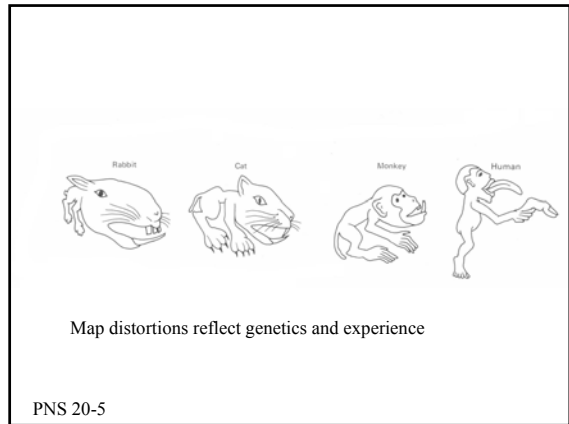 Rabbit Cat Monkey Human
Map distortions reflect genetics and experience
PNS 20-5